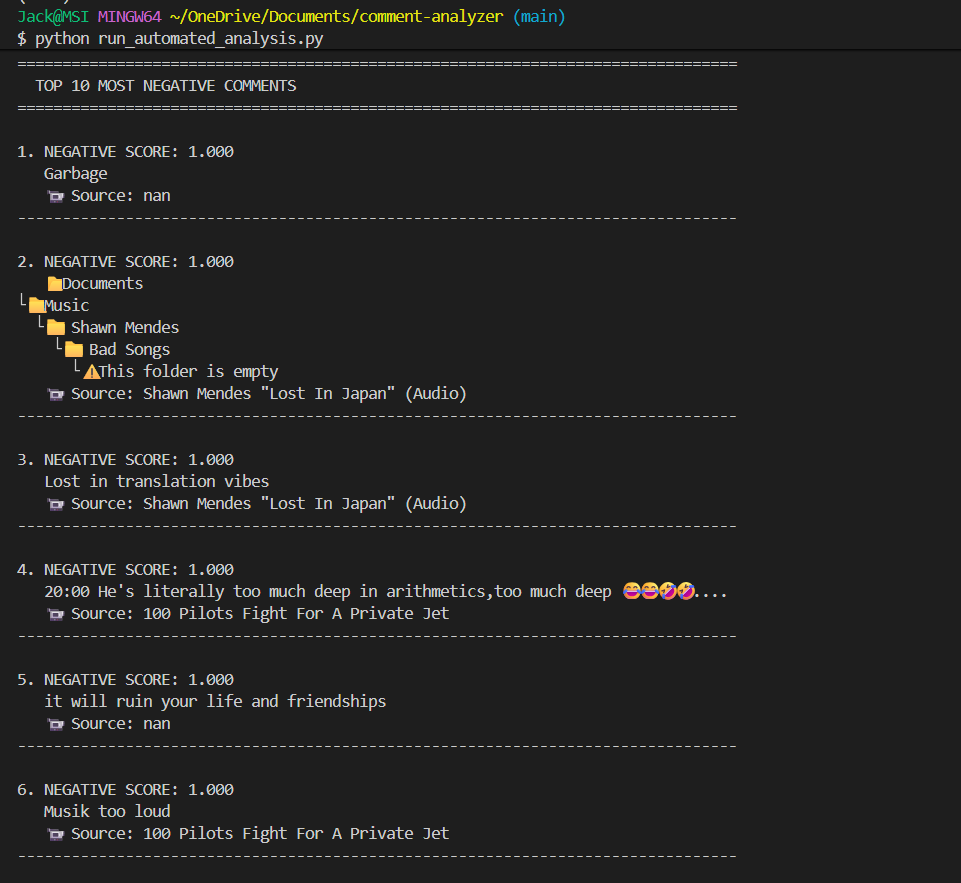 Jack@MSI MINGW64 ~/OneDrive/Documents/comment-analyzer (main)
$ python run_automated_analysis.py
================================================================================
TOP 10 MOST NEGATIVE COMMENTS
================================================================================
1. NEGATIVE SCORE: 1.000
Garbage
📹 Source: nan
--------------------------------------------------------------------------------
2. NEGATIVE SCORE: 1.000
📁Documents
└📁Music
└📁 Shawn Mendes
└📁 Bad Songs
└⚠️This folder is empty
📹 Source: Shawn Mendes "Lost In Japan" (Audio)
--------------------------------------------------------------------------------
3. NEGATIVE SCORE: 1.000
Lost in translation vibes
📹 Source: Shawn Mendes "Lost In Japan" (Audio)
--------------------------------------------------------------------------------
4. NEGATIVE SCORE: 1.000
20:00 He's literally too much deep in arithmetics,too much deep 😂😂🤣🤣....
📹 Source: 100 Pilots Fight For A Private Jet
--------------------------------------------------------------------------------
5. NEGATIVE SCORE: 1.000
it will ruin your life and friendships
📹 Source: nan
--------------------------------------------------------------------------------
6. NEGATIVE SCORE: 1.000
Musik too loud
📹 Source: 100 Pilots Fight For A Private Jet
--------------------------------------------------------------------------------